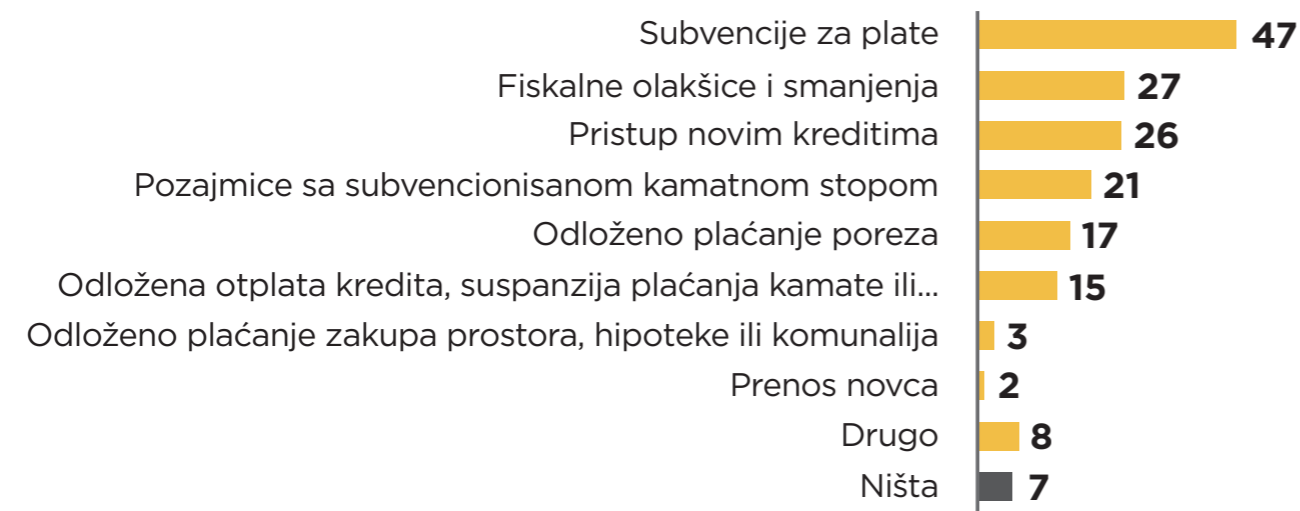 Subvencije za plate 47
Fiskalne olakšice i smanjenja 27
Pristup novim kreditima 26
Pozajmice sa subvencionisanom kamatnom stopom 21
Odloženo plaćanje poreza 17
Odložena otplata kredita, suspanzija plaćanja kamate ili... 15
Odloženo plaćanje zakupa prostora, hipoteke ili komunalija 3
Prenos novca 2
Drugo 8
Ništa 7